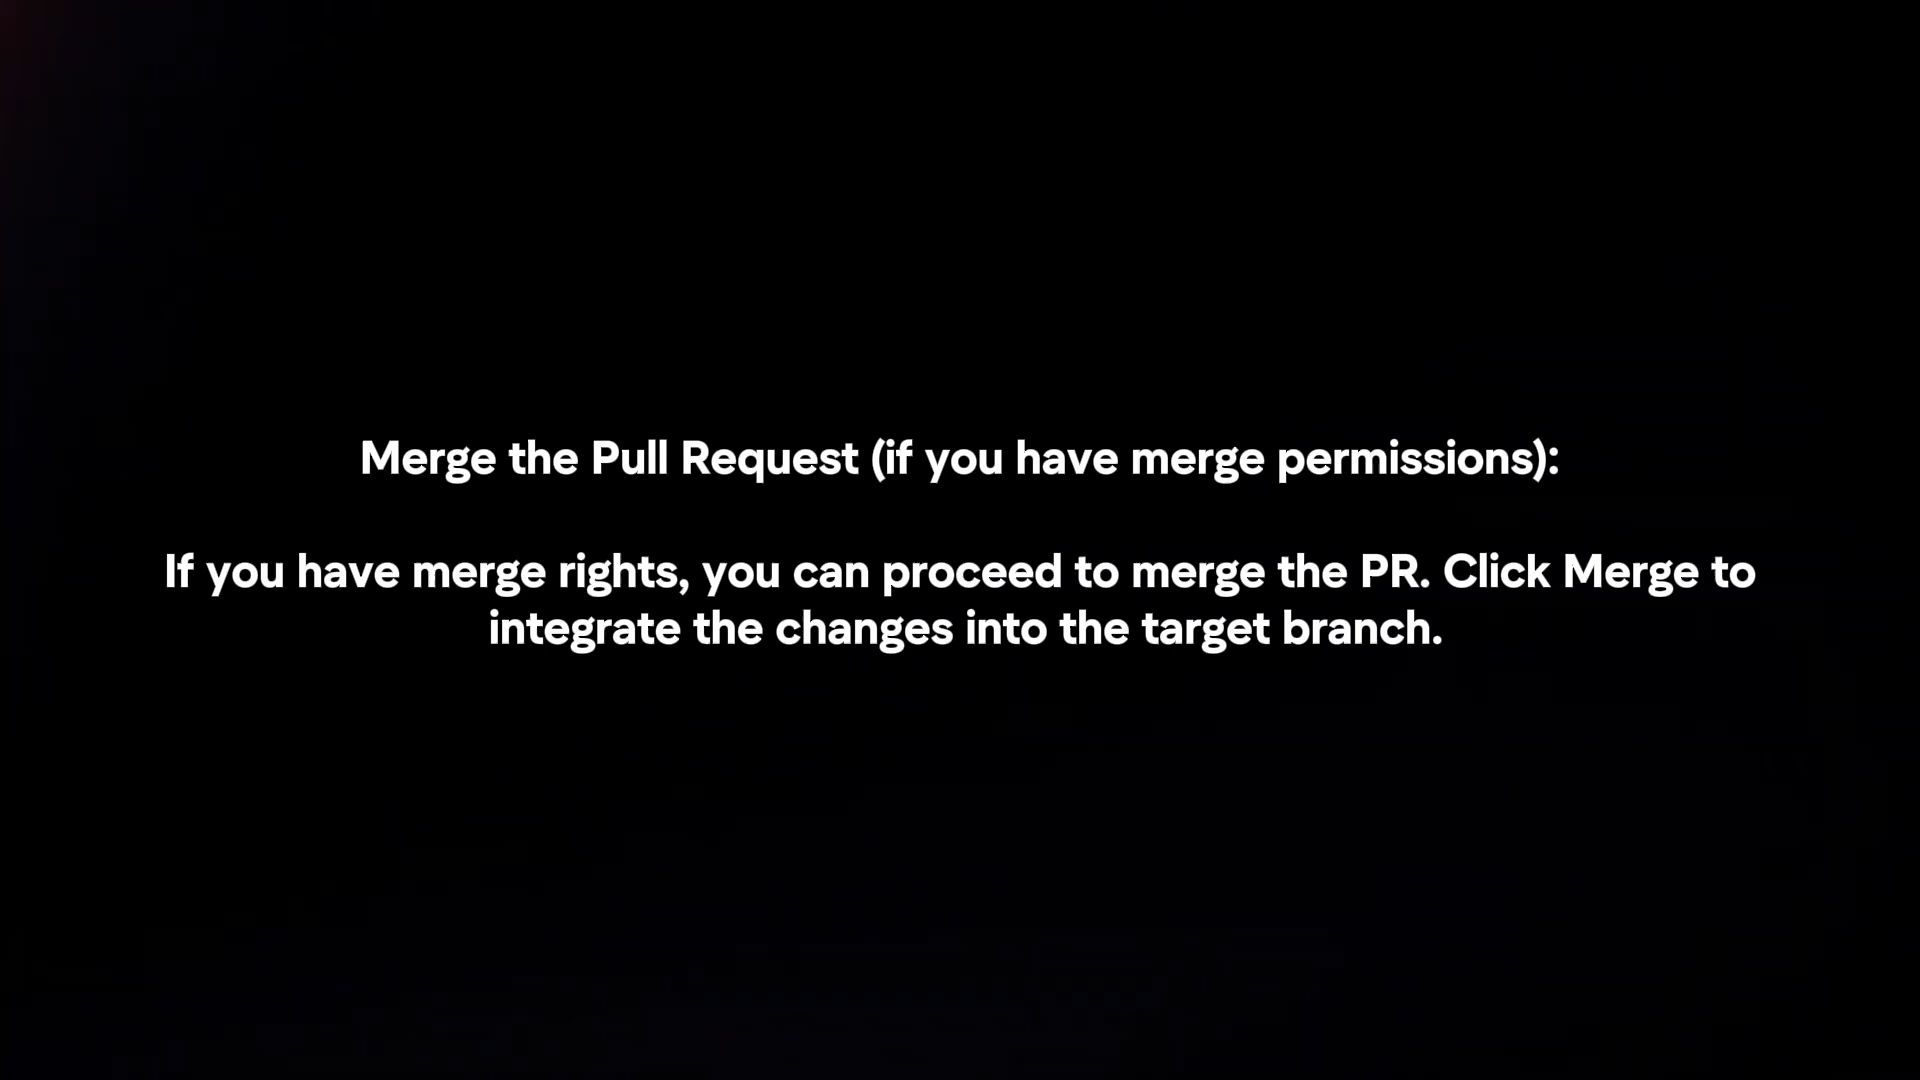 Merge the Pull Request (if you have merge permissions):
If you have merge rights, you can proceed to merge the PR. Click Merge to
integrate the changes into the target branch.